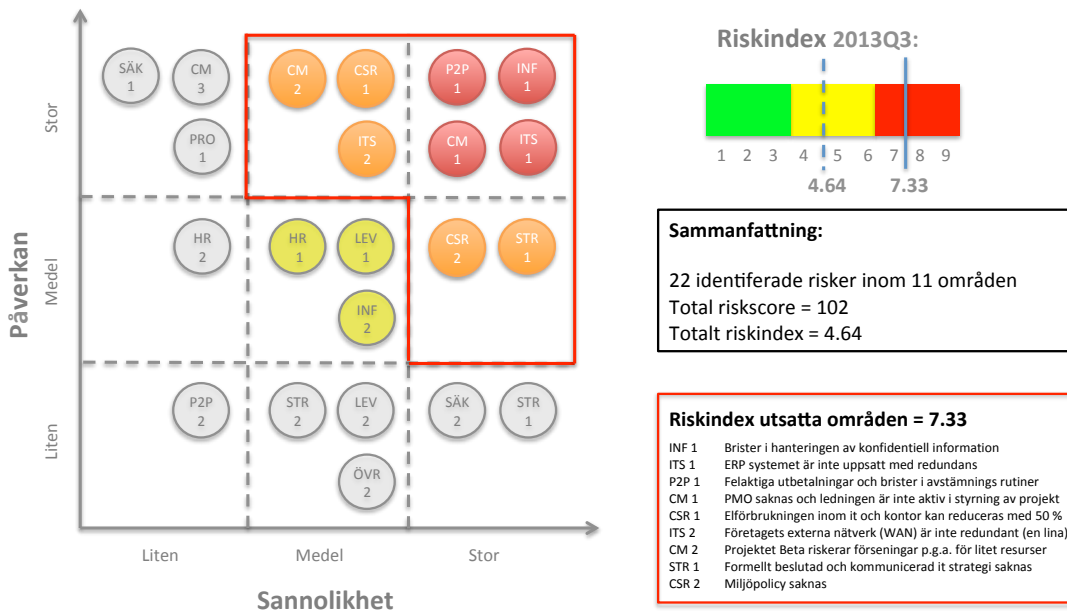 Påverkan
Stor
Medel
Liten
SÄK
1
CM
3
PRO
1
CM
2
CSR
1
ITS
2
P2P
1
INF
1
CM
1
ITS
1
HR
2
HR
1
LEV
1
INF
2
CSR
2
STR
1
P2P
2
STR
2
LEV
2
ÖVR
2
SÄK
2
STR
1
Liten
Medel
Stor
Sannolikhet
Riskindex 2013Q3:
1 2 3 4 5 6 7 8 9
4.64 7.33
Sammanfattning:
22 identiferade risker inom 11 områden
Total riskscore = 102
Totalt riskindex = 4.64
Riskindex utsatta områden = 7.33
INF 1 Brister i hanteringen av konfidentiell information
ITS 1 ERP systemet är inte uppsatt med redundans
P2P 1 Felaktiga utbetalningar och brister i avstämnings rutiner
CM 1 PMO saknas och ledningen är inte aktiv i styrning av projekt
CSR 1 Elförbrukningen inom it och kontor kan reduceras med 50 %
ITS 2 Företagets externa nätverk (WAN) är inte redundant (en lina)
CM 2 Projektet Beta riskerar förseningar p.g.a. för litet resurser
STR 1 Formellt beslutad och kommunicerad it strategi saknas
CSR 2 Miljöpolicy saknas